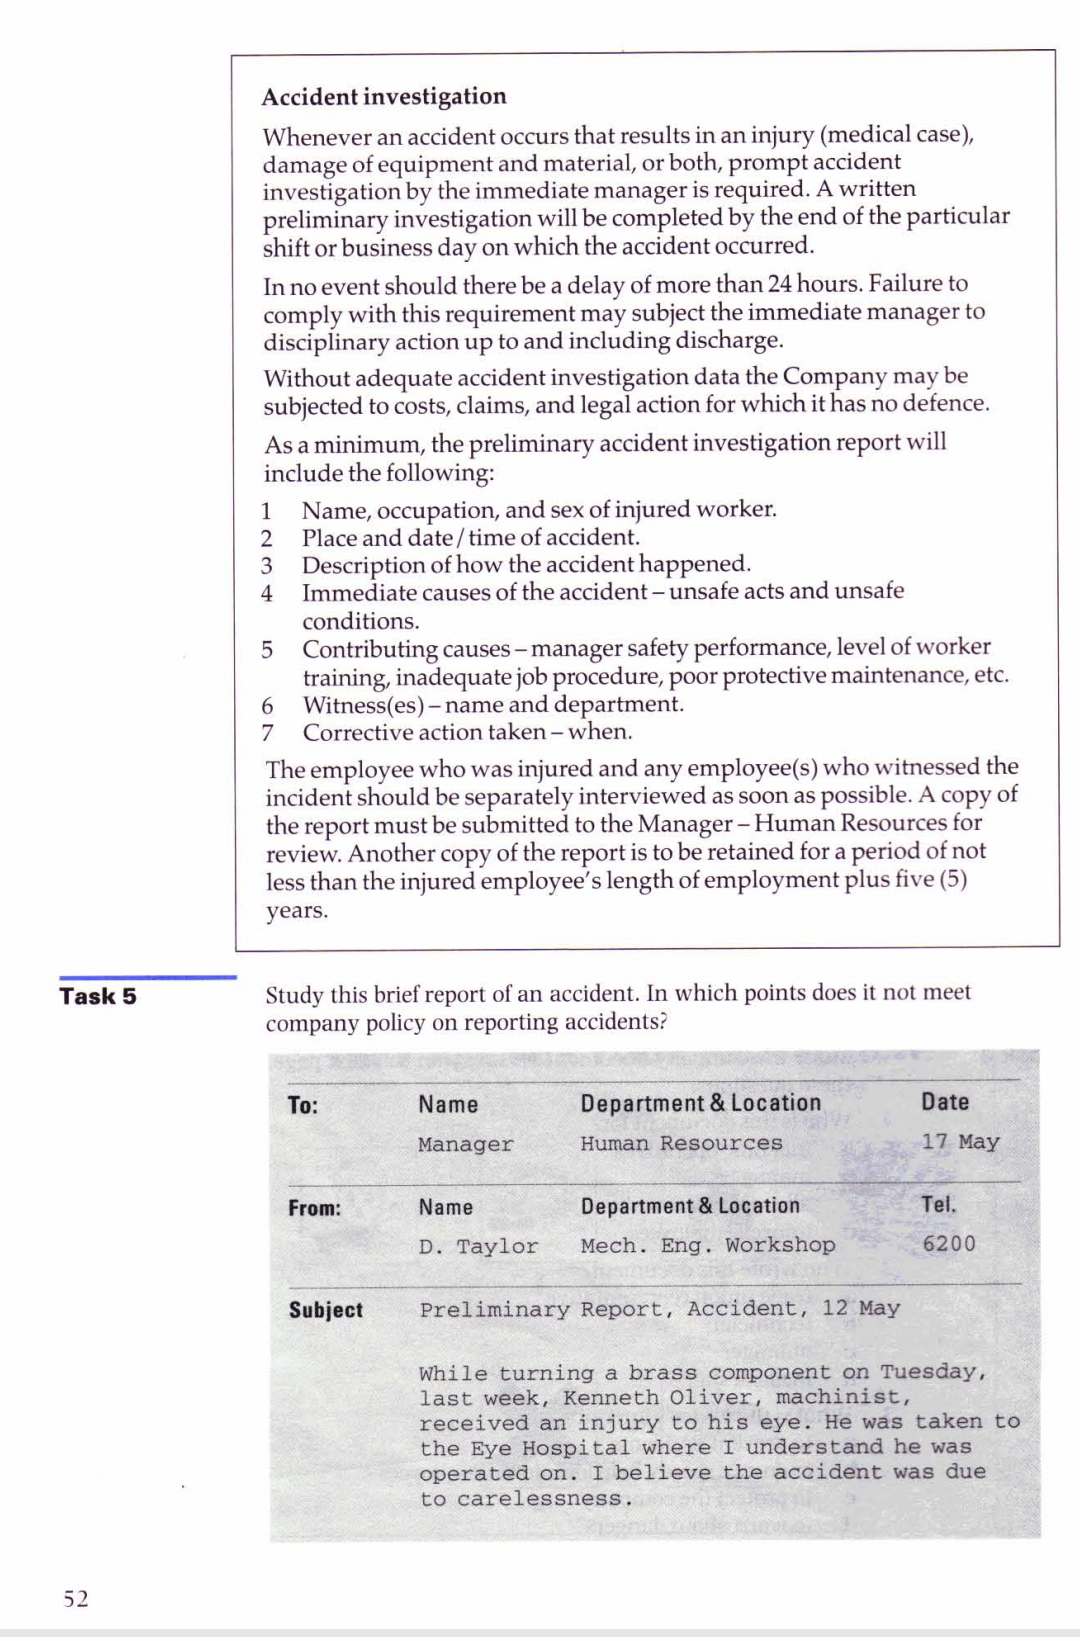 Accident investigation
Whenever an accident occurs that results in an injury (medical case),
damage of equipment and material, or both, prompt accident
investigation by the immediate manager is required. A written
preliminary investigation will be completed by the end of the particular
shift or business day on which the accident occurred.
In no event should there be a delay of more than 24 hours. Failure to
comply with this requirement may subject the immediate manager to
disciplinary action up to and including discharge.
Without adequate accident investigation data the Company may be
subjected to costs, claims, and legal action for which it has no defence.
As a minimum, the preliminary accident investigation report will
include the following:
1 Name, occupation, and sex of injured worker.
2 Place and date / time of accident.
3 Description of how the accident happened.
4 Immediate causes of the accident – unsafe acts and unsafe
conditions.
5 Contributing causes – manager safety performance, level of worker
training, inadequate job procedure, poor protective maintenance, etc.
6 Witness(es) – name and department.
7 Corrective action taken – when.
The employee who was injured and any employee(s) who witnessed the
incident should be separately interviewed as soon as possible. A copy of
the report must be submitted to the Manager – Human Resources for
review. Another copy of the report is to be retained for a period of not
less than the injured employee's length of employment plus five (5)
years.
Task 5
Study this brief report of an accident. In which points does it not meet
company policy on reporting accidents?
To: Name Department & Location Date
Manager Human Resources 17 May
From: Name Department & Location Tel.
D. Taylor Mech. Eng. Workshop 6200
Subject Preliminary Report, Accident, 12 May
While turning a brass component on Tuesday,
last week, Kenneth Oliver, machinist,
received an injury to his eye. He was taken to
the Eye Hospital where I understand he was
operated on. I believe the accident was due
to carelessness.
52